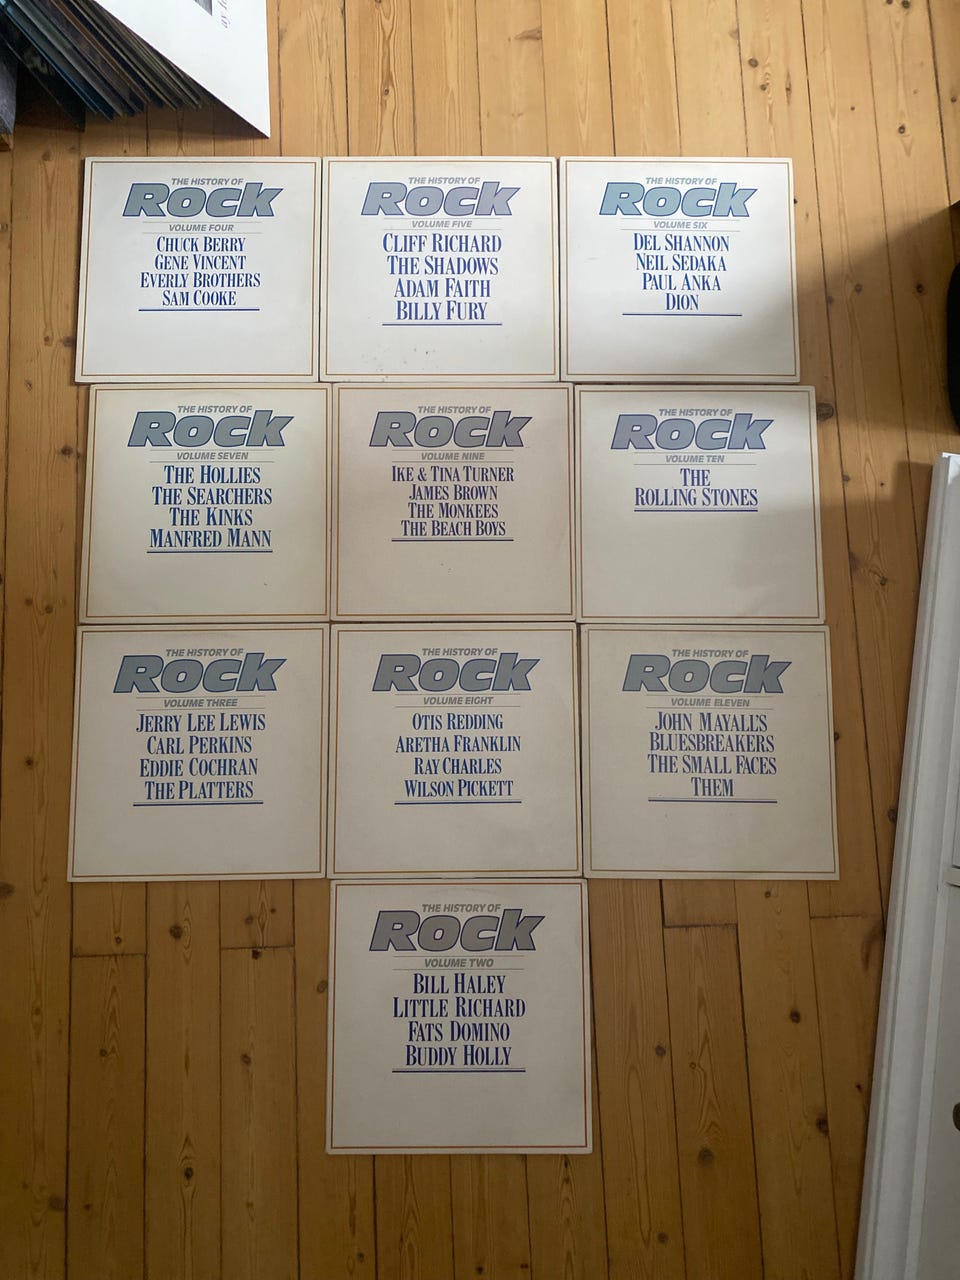 THE HISTORY OF
Rock
VOLUME FOUR
CHUCK BERRY
GENE VINCENT
EVERLY BROTHERS
SAM COOKE
THE HISTORY OF
Rock
VOLUME FIVE
CLIFF RICHARD
THE SHADOWS
ADAM FAITH
BILLY FURY
THE HISTORY OF
Rock
VOLUME SIX
DEL SHANNON
NEIL SEDAKA
PAUL ANKA
DION
THE HISTORY OF
Rock
VOLUME SEVEN
THE HOLLIES
THE SEARCHERS
THE KINKS
MANFRED MANN
THE HISTORY OF
Rock
VOLUME NINE
IKE & TINA TURNER
JAMES BROWN
THE MONKEES
THE BEACH BOYS
THE HISTORY OF
Rock
VOLUME TEN
THE
ROLLING STONES
THE HISTORY OF
Rock
VOLUME THREE
JERRY LEE LEWIS
CARL PERKINS
EDDIE COCHRAN
THE PLATTERS
THE HISTORY OF
Rock
VOLUME EIGHT
OTIS REDDING
ARETHA FRANKLIN
RAY CHARLES
WILSON PICKETT
THE HISTORY OF
Rock
VOLUME ELEVEN
JOHN MAYALL'S
BLUESBREAKERS
THE SMALL FACES
THEM
THE HISTORY OF
Rock
VOLUME TWO
BILL HALEY
LITTLE RICHARD
FATS DOMINO
BUDDY HOLLY